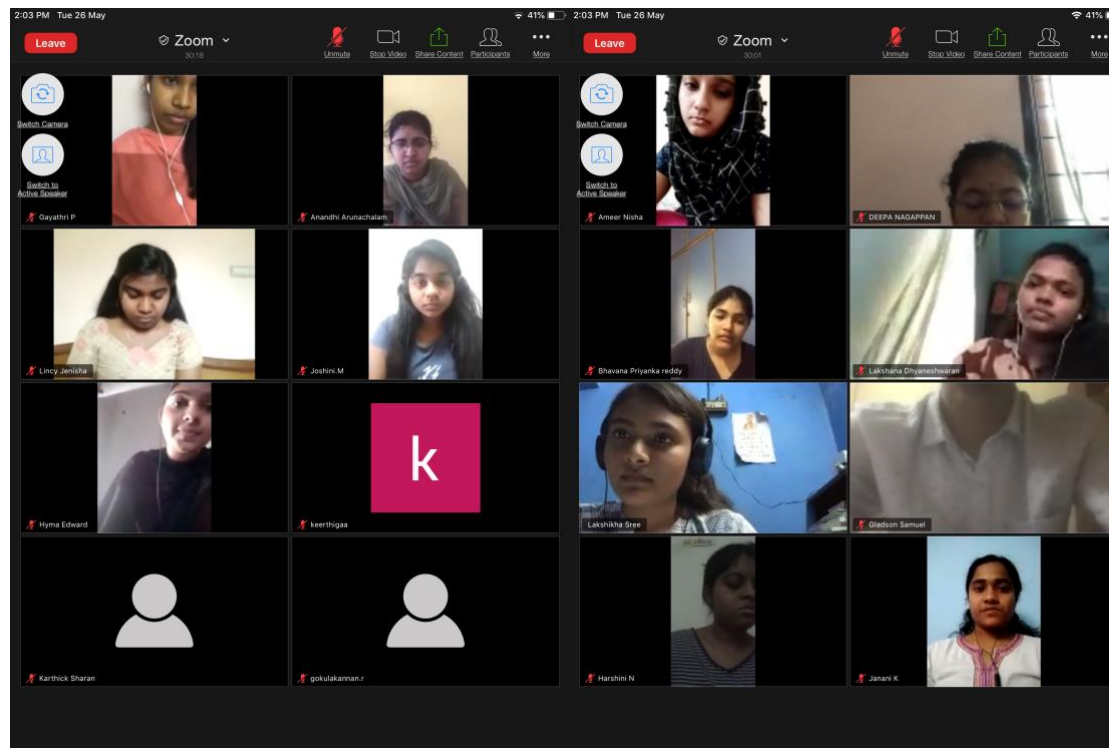 2:03 PM Tue 26 May
41%
Leave
Zoom
30:16
Unmute
Stop Video
Share Content
Participants
More
Switch Camera
Switch to
Active Speaker
Gayathri P
Anandhi Arunachalam
Lincy Jenisha
Joshini.M
Hyma Edward
k
keerthigaa
Karthick Sharan
gokulakannan.r
2:03 PM Tue 26 May
41%
Leave
Zoom
30:01
Unmute
Stop Video
Share Content
Participants
More
Switch Camera
Switch to
Active Speaker
Ameer Nisha
DEEPA NAGAPPAN
Bhavana Priyanka reddy
Lakshana Dhyaneshwaran
Lakshikha Sree
Gladson Samuel
Harshini N
Janani K